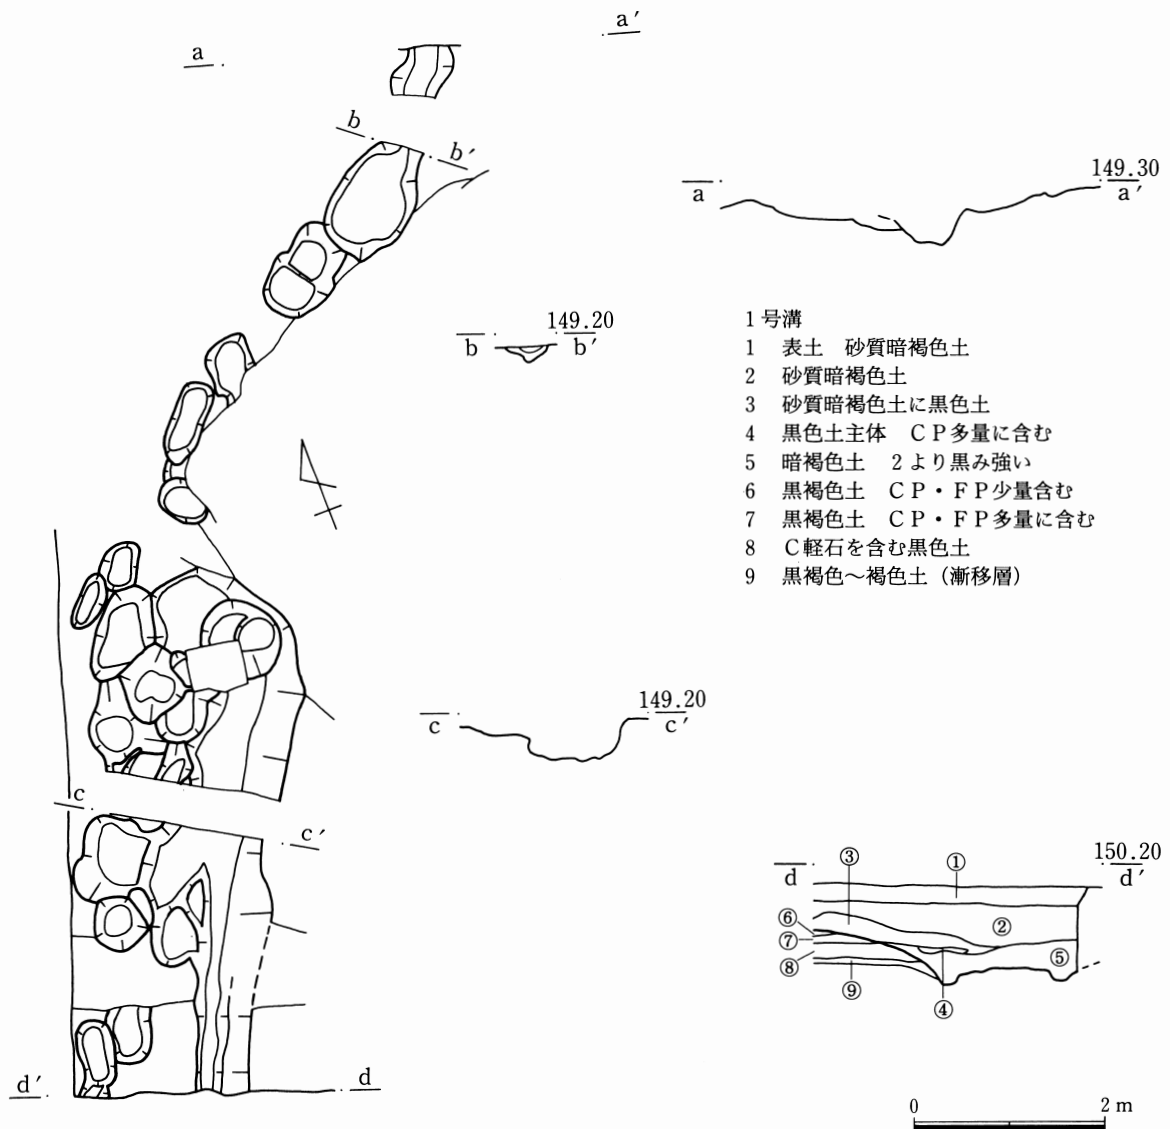 a
a′
b
b′
149.30
a
a′
149.20
b
b′
1号溝
1 表土 砂質暗褐色土
2 砂質暗褐色土
3 砂質暗褐色土に黒色土
4 黒色土主体 CP多量に含む
5 暗褐色土 2より黒み強い
6 黒褐色土 CP・FP少量含む
7 黒褐色土 CP・FP多量に含む
8 C軽石を含む黒色土
9 黒褐色~褐色土(漸移層)
149.20
c
c′
c
c′
150.20
d
d′
③
①
⑥
②
⑦
⑤
⑧
⑨
④
d′
d
0
2 m